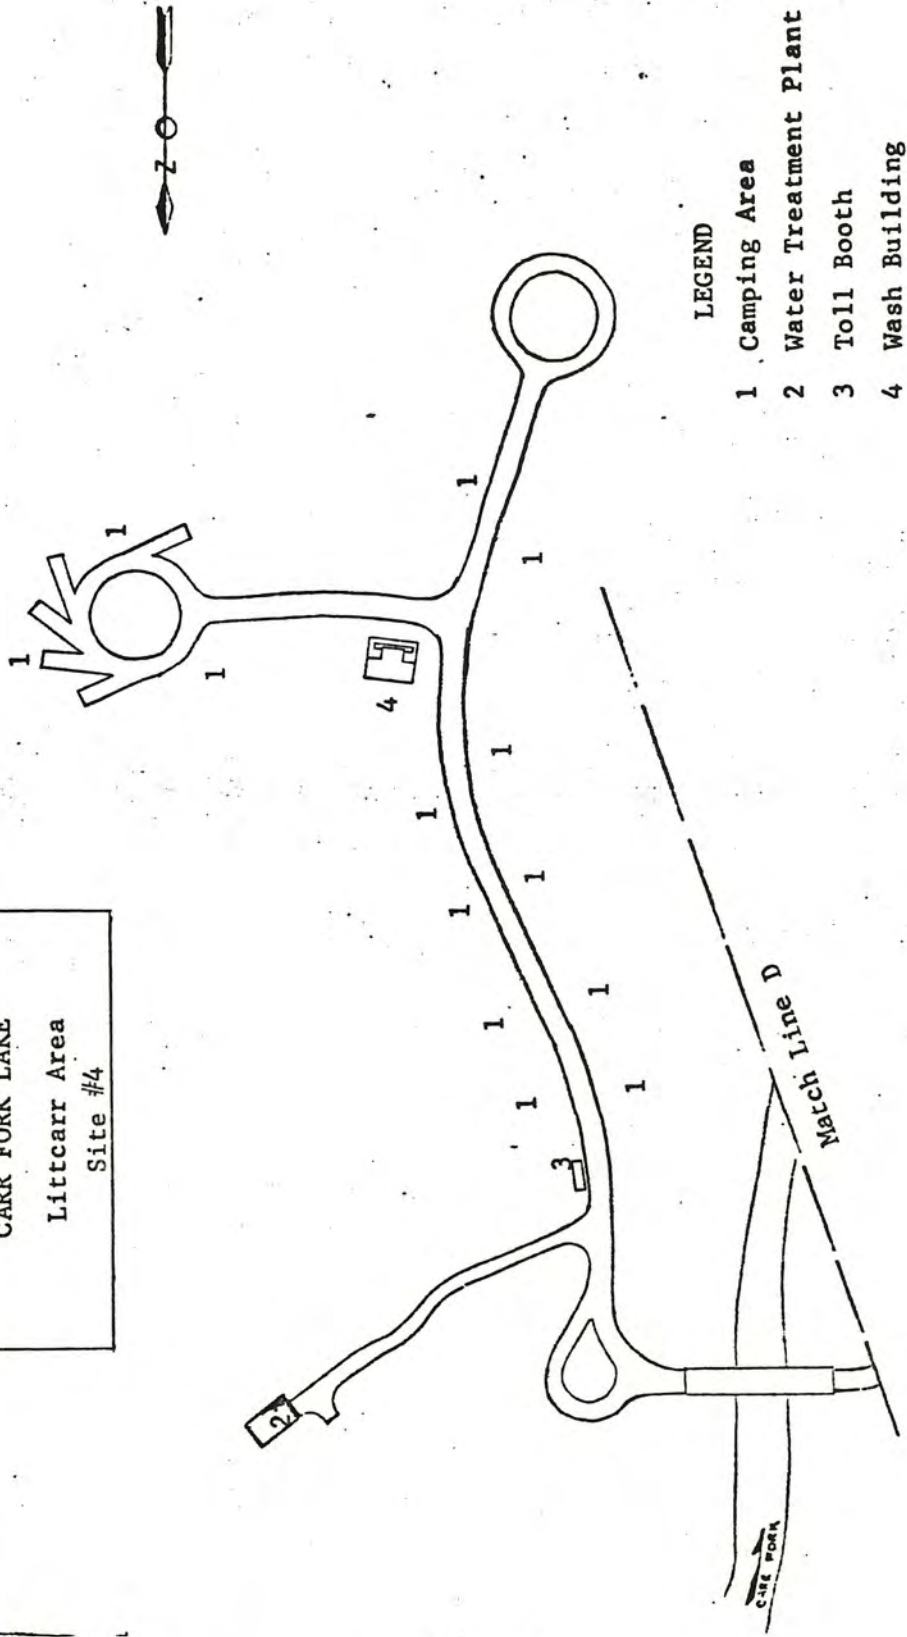 CARR FORK LAKE
Littcarr Area
Site #4
N
1
1
1
1
1
4
1
1
1
1
1
1
1
1
1
3
2
CARR FORK
Match Line D
LEGEND
1 Camping Area
2 Water Treatment Plant
3 Toll Booth
4 Wash Building